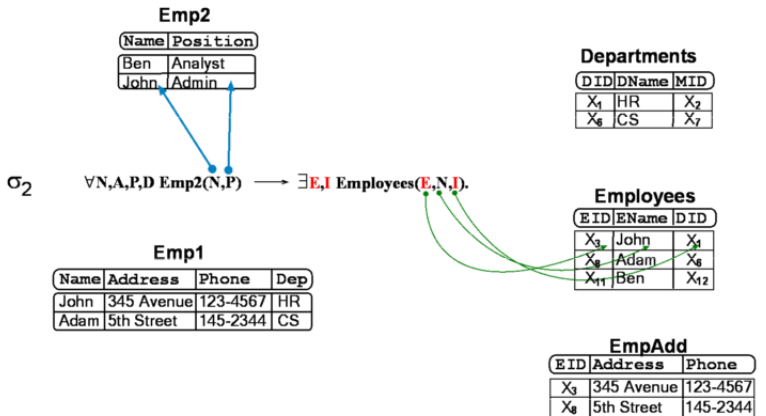 Emp2
Name Position
Ben Analyst
John Admin
Departments
DID DName MID
X₁ HR X₂
X₆ CS X₇
σ₂ ∀N,A,P,D Emp2(N,P) → ∃E,I Employees(E,N,I).
Employees
EID EName DID
X₃ John X₁
X₈ Adam X₆
X₁₁ Ben X₁₂
Emp1
Name Address Phone Dep
John 345 Avenue 123-4567 HR
Adam 5th Street 145-2344 CS
EmpAdd
EID Address Phone
X₃ 345 Avenue 123-4567
X₈ 5th Street 145-2344